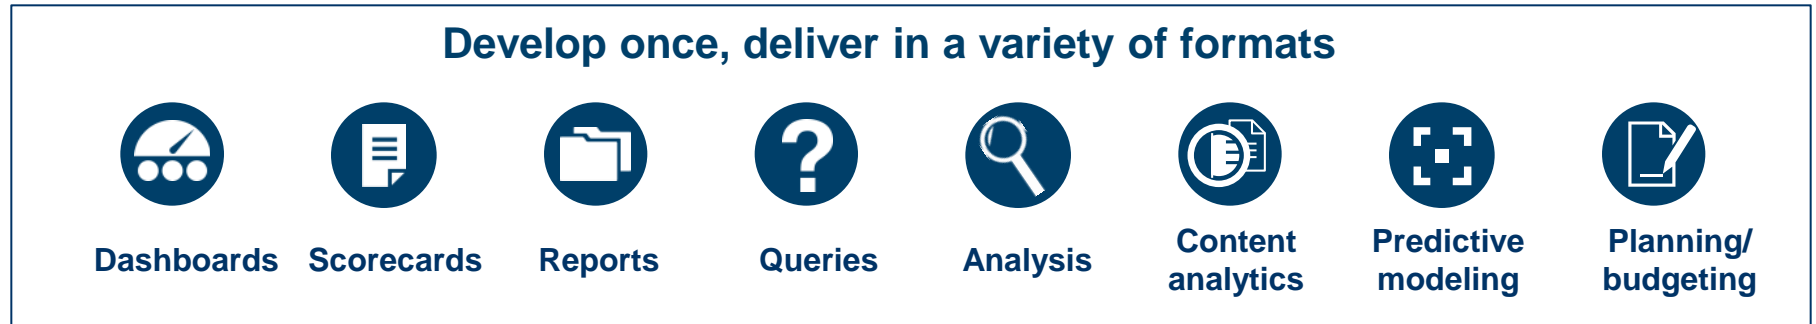 Develop once, deliver in a variety of formats
Dashboards
Scorecards
Reports
Queries
Analysis
Content
analytics
Predictive
modeling
Planning/
budgeting